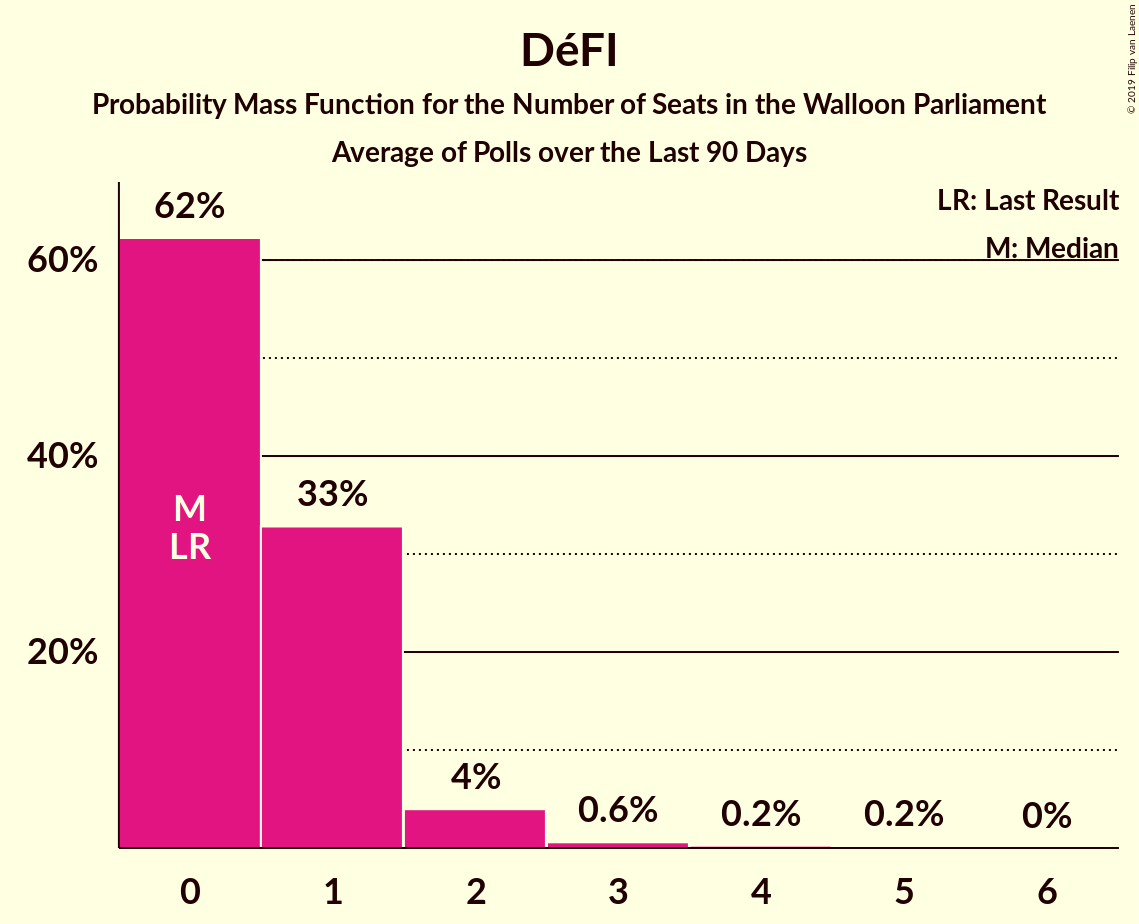 DéFI
Probability Mass Function for the Number of Seats in the Walloon Parliament
Average of Polls over the Last 90 Days
© 2019 Filip van Laenen
LR: Last Result
M: Median
62%
60%
40%
33%
M
LR
20%
4%
0.6%
0.2%
0.2%
0%
0 1 2 3 4 5 6